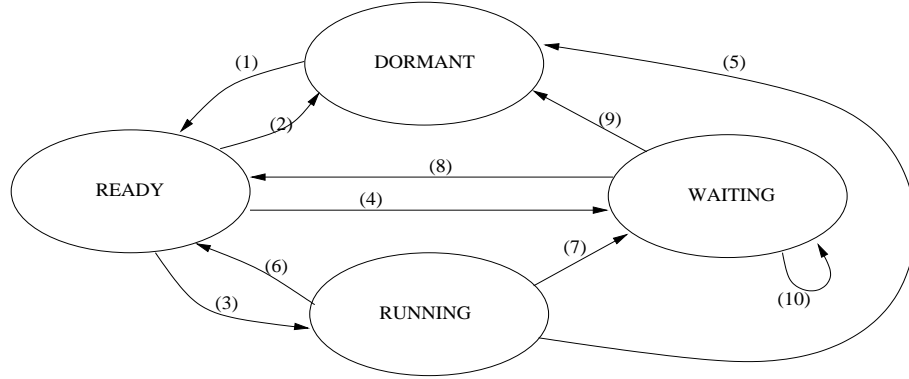 DORMANT
(1)
(5)
(2)
(9)
(8)
READY
WAITING
(4)
(7)
(6)
(3)
RUNNING
(10)